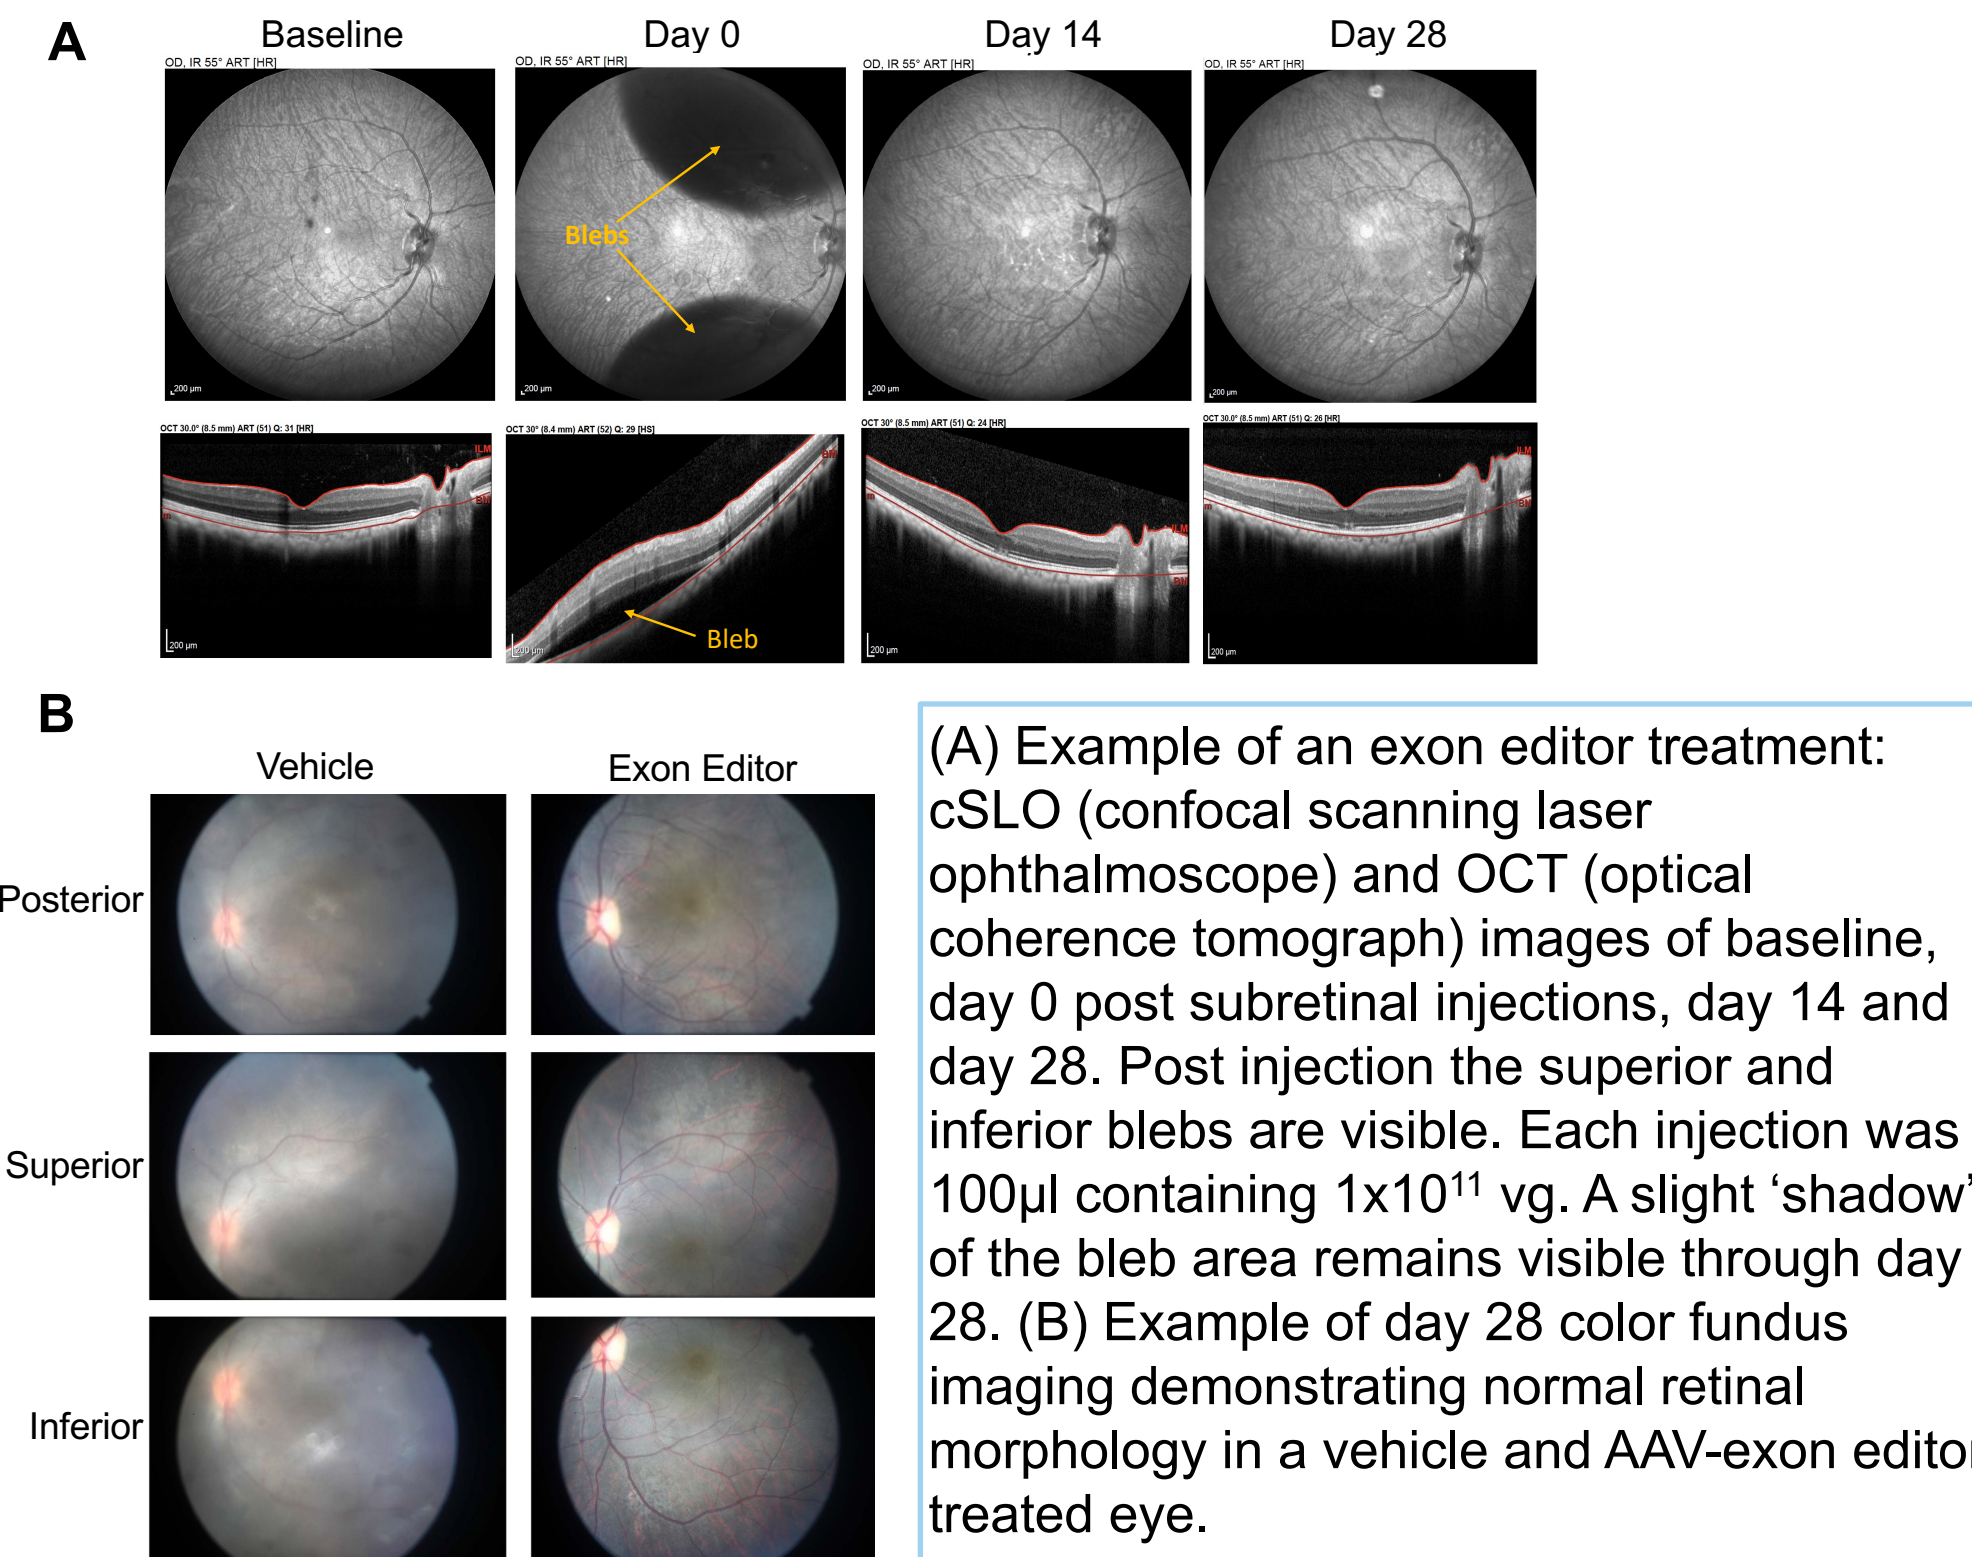 A
Baseline
Day 0
Day 14
Day 28
OD, IR 55° ART [HR]
OD, IR 55° ART [HR]
OD, IR 55° ART [HR]
OD, IR 55° ART [HR]
Blebs
200 µm
200 µm
200 µm
200 µm
OCT 30.0° (8.5 mm) ART (51) Q: 31 [HR]
OCT 30° (8.4 mm) ART (52) Q: 29 [HS]
OCT 30° (8.5 mm) ART (51) Q: 24 [HR]
OCT 30.0° (8.5 mm) ART (51) Q: 26 [HR]
ILM
BM
BM
ILM
BM
ILM
BM
Bleb
200 µm
200 µm
200 µm
200 µm
B
Vehicle
Exon Editor
Posterior
Superior
Inferior
(A) Example of an exon editor treatment:
cSLO (confocal scanning laser
ophthalmoscope) and OCT (optical
coherence tomograph) images of baseline,
day 0 post subretinal injections, day 14 and
day 28. Post injection the superior and
inferior blebs are visible. Each injection was
100µl containing 1x10¹¹ vg. A slight ‘shadow’
of the bleb area remains visible through day
28. (B) Example of day 28 color fundus
imaging demonstrating normal retinal
morphology in a vehicle and AAV-exon editor
treated eye.